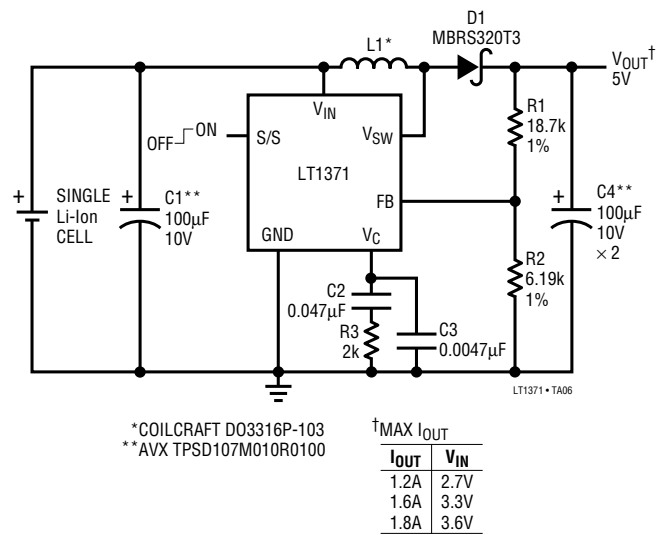 D1
MBRS320T3
L1*
VOUT†
5V
R1
18.7k
1%
VIN
OFF ON
S/S
VSW
LT1371
FB
GND
VC
+
SINGLE
Li-Ion
CELL
+
C1**
100µF
10V
+
C4**
100µF
10V
× 2
R2
6.19k
1%
C2
0.047µF
R3
2k
C3
0.0047µF
LT1371 • TA06
*COILCRAFT DO3316P-103
**AVX TPSD107M010R0100
†MAX IOUT
IOUT VIN
1.2A 2.7V
1.6A 3.3V
1.8A 3.6V